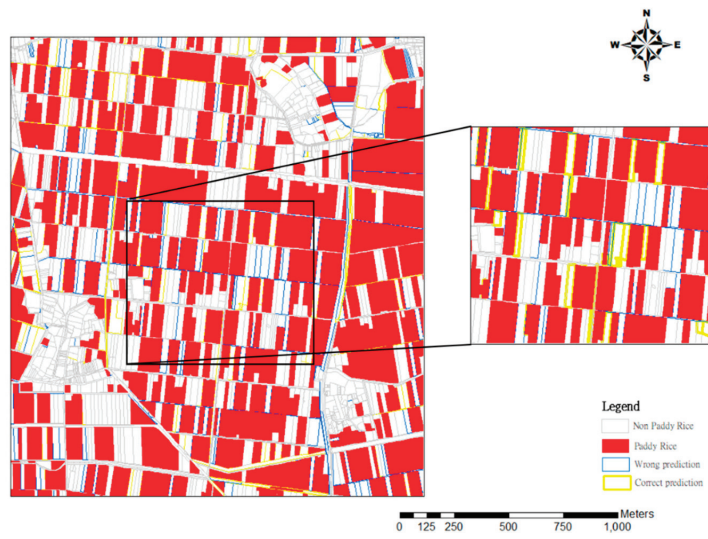 N
W E
S
Legend
Non Paddy Rice
Paddy Rice
Wrong prediction
Correct prediction
Meters
0 125 250 500 750 1,000